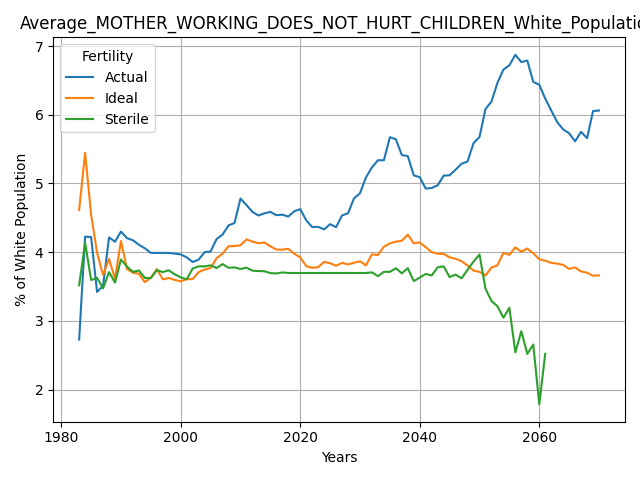 Average_MOTHER_WORKING_DOES_NOT_HURT_CHILDREN_White_Populatio
7
6
5
4
3
2
% of White Population
Fertility
Actual
Ideal
Sterile
1980 2000 2020 2040 2060
Years